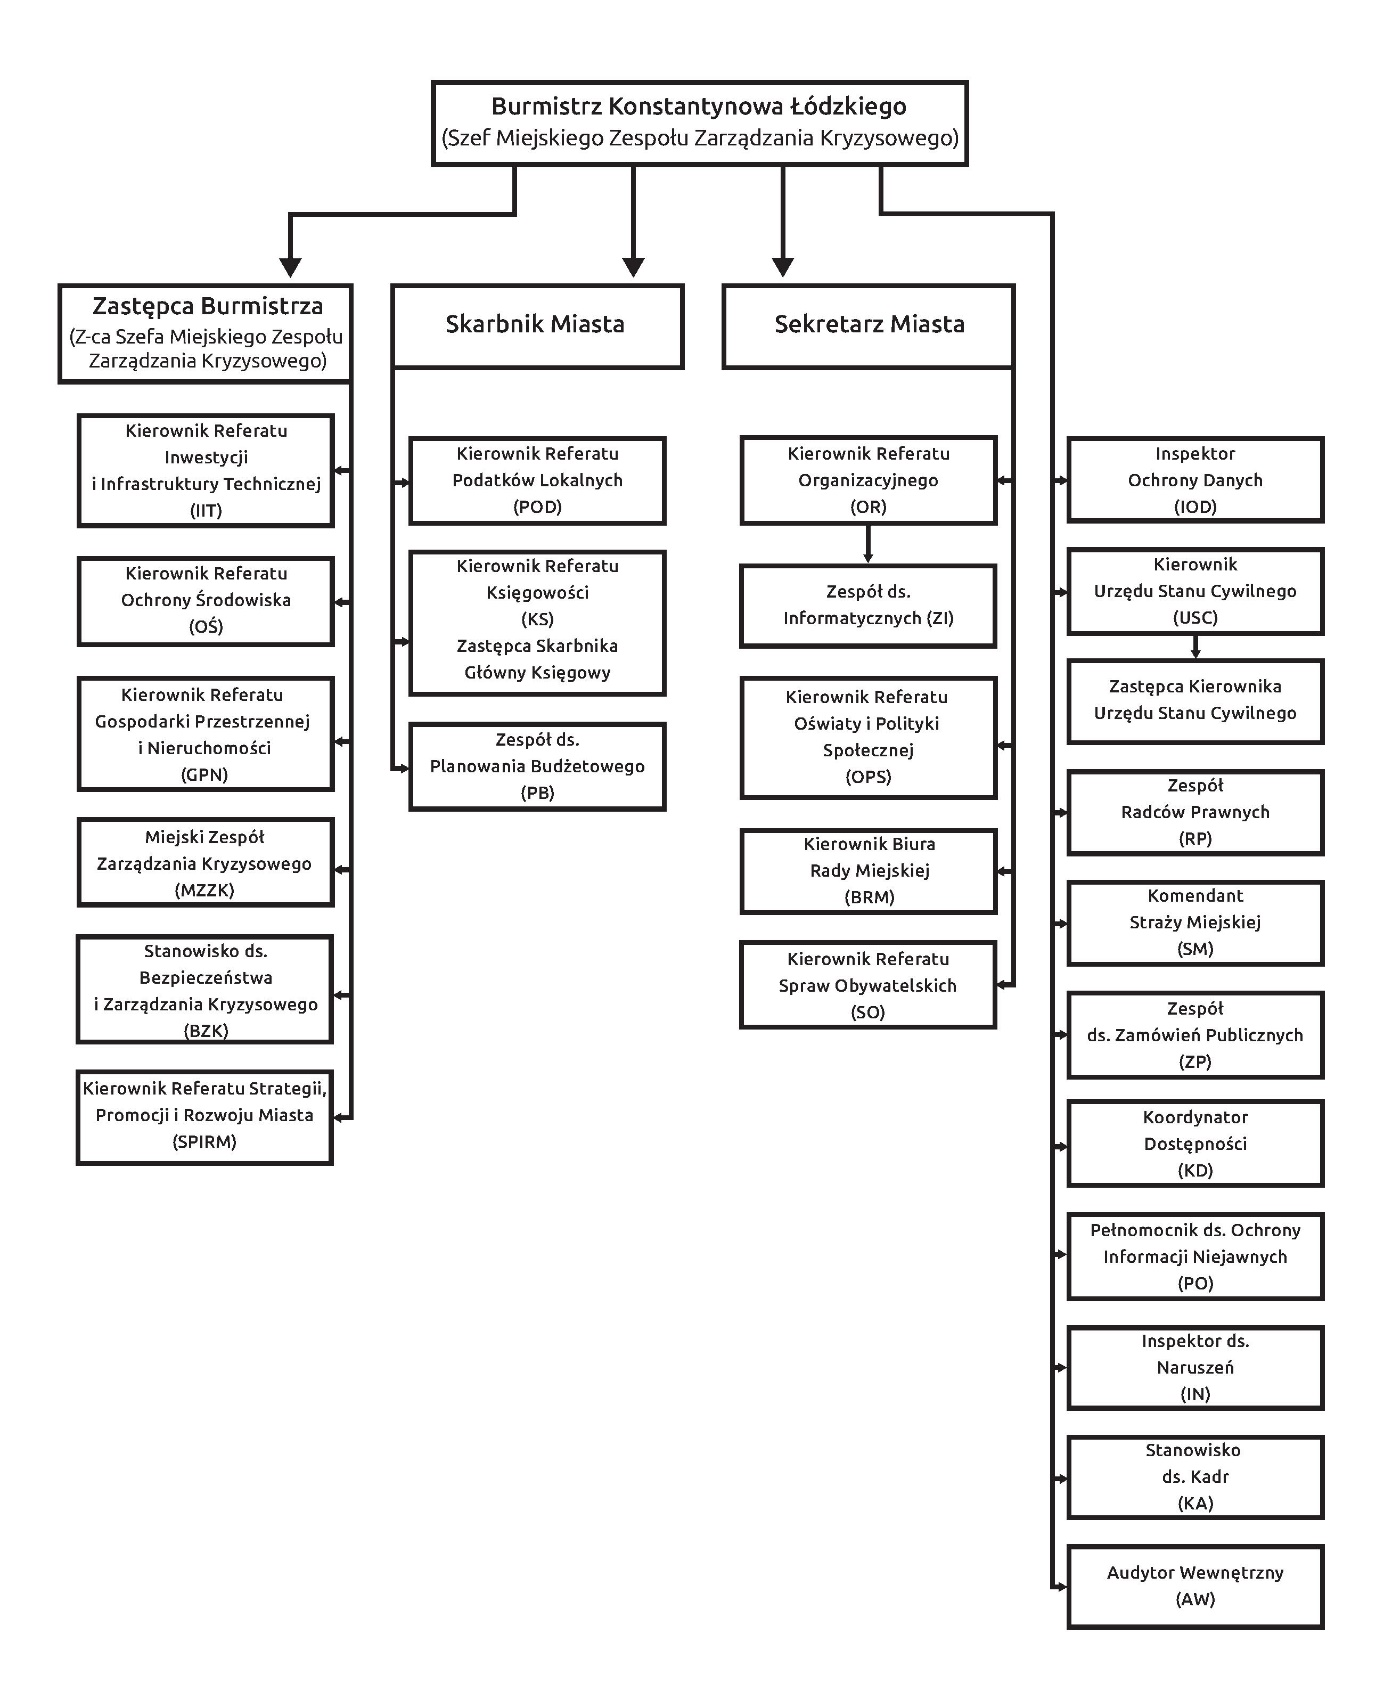 Burmistrz Konstantynowa Łódzkiego
(Szef Miejskiego Zespołu Zarządzania Kryzysowego)
Zastępca Burmistrza
(Z-ca Szefa Miejskiego Zespołu
Zarządzania Kryzysowego)
Kierownik Referatu
Inwestycji
i Infrastruktury Technicznej
(IIT)
Kierownik Referatu
Ochrony Środowiska
(OŚ)
Kierownik Referatu
Gospodarki Przestrzennej
i Nieruchomości
(GPN)
Miejski Zespół
Zarządzania Kryzysowego
(MZZK)
Stanowisko ds.
Bezpieczeństwa
i Zarządzania Kryzysowego
(BZK)
Kierownik Referatu Strategii,
Promocji i Rozwoju Miasta
(SPIRM)
Skarbnik Miasta
Kierownik Referatu
Podatków Lokalnych
(POD)
Kierownik Referatu
Księgowości
(KS)
Zastępca Skarbnika
Główny Księgowy
Zespół ds.
Planowania Budżetowego
(PB)
Sekretarz Miasta
Kierownik Referatu
Organizacyjnego
(OR)
Zespół ds.
Informatycznych (ZI)
Kierownik Referatu
Oświaty i Polityki
Społecznej
(OPS)
Kierownik Biura
Rady Miejskiej
(BRM)
Kierownik Referatu
Spraw Obywatelskich
(SO)
Inspektor
Ochrony Danych
(IOD)
Kierownik
Urzędu Stanu Cywilnego
(USC)
Zastępca Kierownika
Urzędu Stanu Cywilnego
Zespół
Radców Prawnych
(RP)
Komendant
Straży Miejskiej
(SM)
Zespół
ds. Zamówień Publicznych
(ZP)
Koordynator
Dostępności
(KD)
Pełnomocnik ds. Ochrony
Informacji Niejawnych
(PO)
Inspektor ds.
Naruszeń
(IN)
Stanowisko
ds. Kadr
(KA)
Audytor Wewnętrzny
(AW)